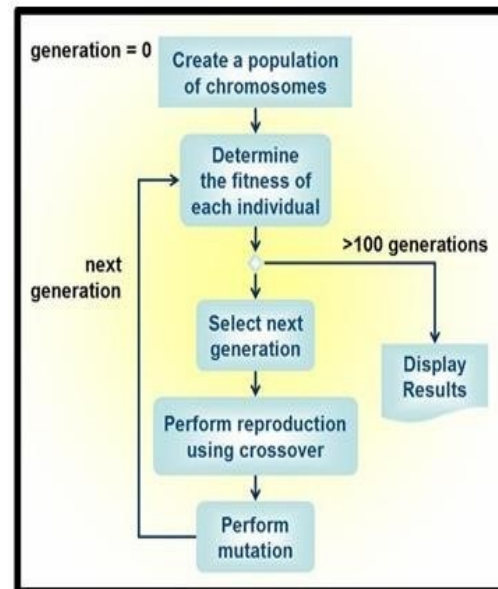 generation = 0
Create a population
of chromosomes
Determine
the fitness of
each individual
>100 generations
next
generation
Select next
generation
Display
Results
Perform reproduction
using crossover
Perform
mutation